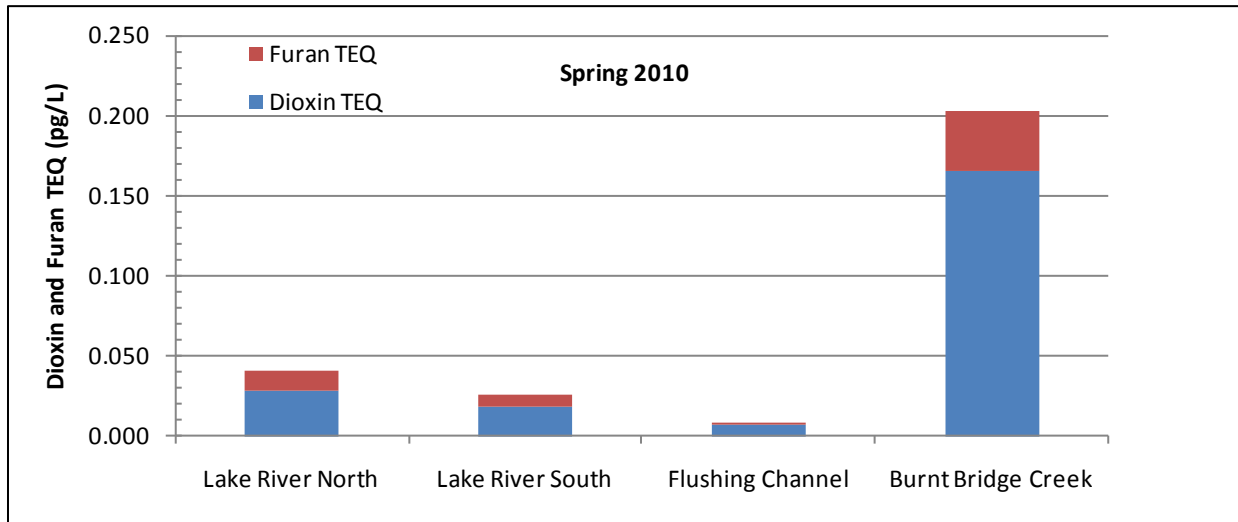 Dioxin and Furan TEQ (pg/L)
0.250
0.200
0.150
0.100
0.050
0.000
Furan TEQ
Dioxin TEQ
Spring 2010
Lake River North
Lake River South
Flushing Channel
Burnt Bridge Creek